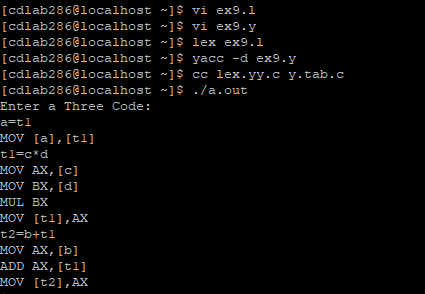 [cdlab286@localhost ~]$ vi ex9.l
[cdlab286@localhost ~]$ vi ex9.y
[cdlab286@localhost ~]$ lex ex9.l
[cdlab286@localhost ~]$ yacc -d ex9.y
[cdlab286@localhost ~]$ cc lex.yy.c y.tab.c
[cdlab286@localhost ~]$ ./a.out
Enter a Three Code:
a=t1
MOV [a],[t1]
t1=c*d
MOV AX,[c]
MOV BX,[d]
MUL BX
MOV [t1],AX
t2=b+t1
MOV AX,[b]
ADD AX,[t1]
MOV [t2],AX